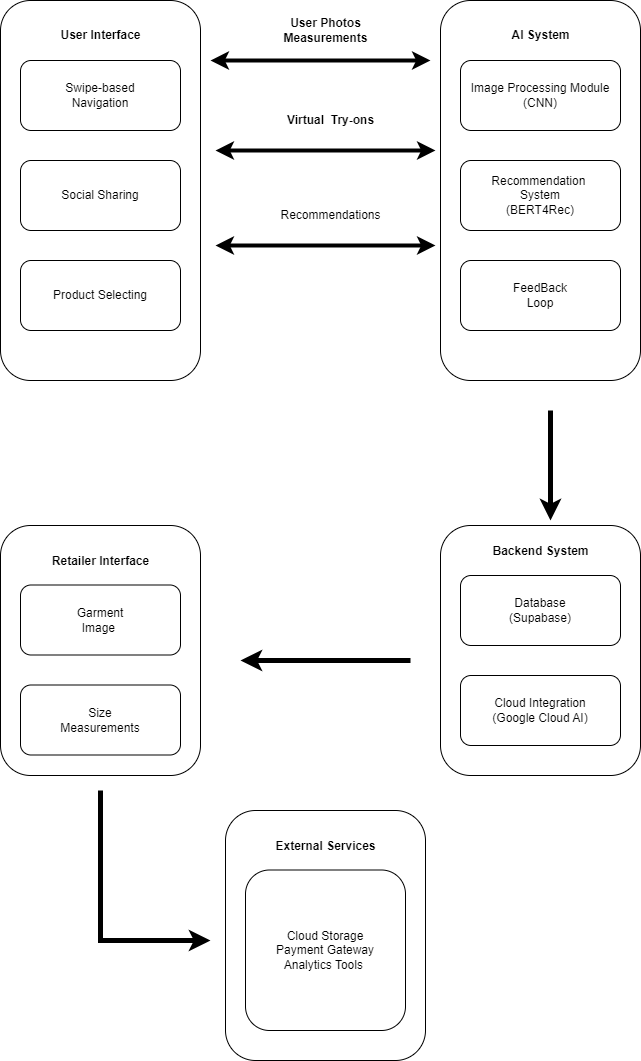 User Interface
Swipe-based
Navigation
Social Sharing
Product Selecting
User Photos
Measurements
Virtual Try-ons
Recommendations
AI System
Image Processing Module
(CNN)
Recommendation
System
(BERT4Rec)
FeedBack
Loop
Retailer Interface
Garment
Image
Size
Measurements
Backend System
Database
(Supabase)
Cloud Integration
(Google Cloud AI)
External Services
Cloud Storage
Payment Gateway
Analytics Tools